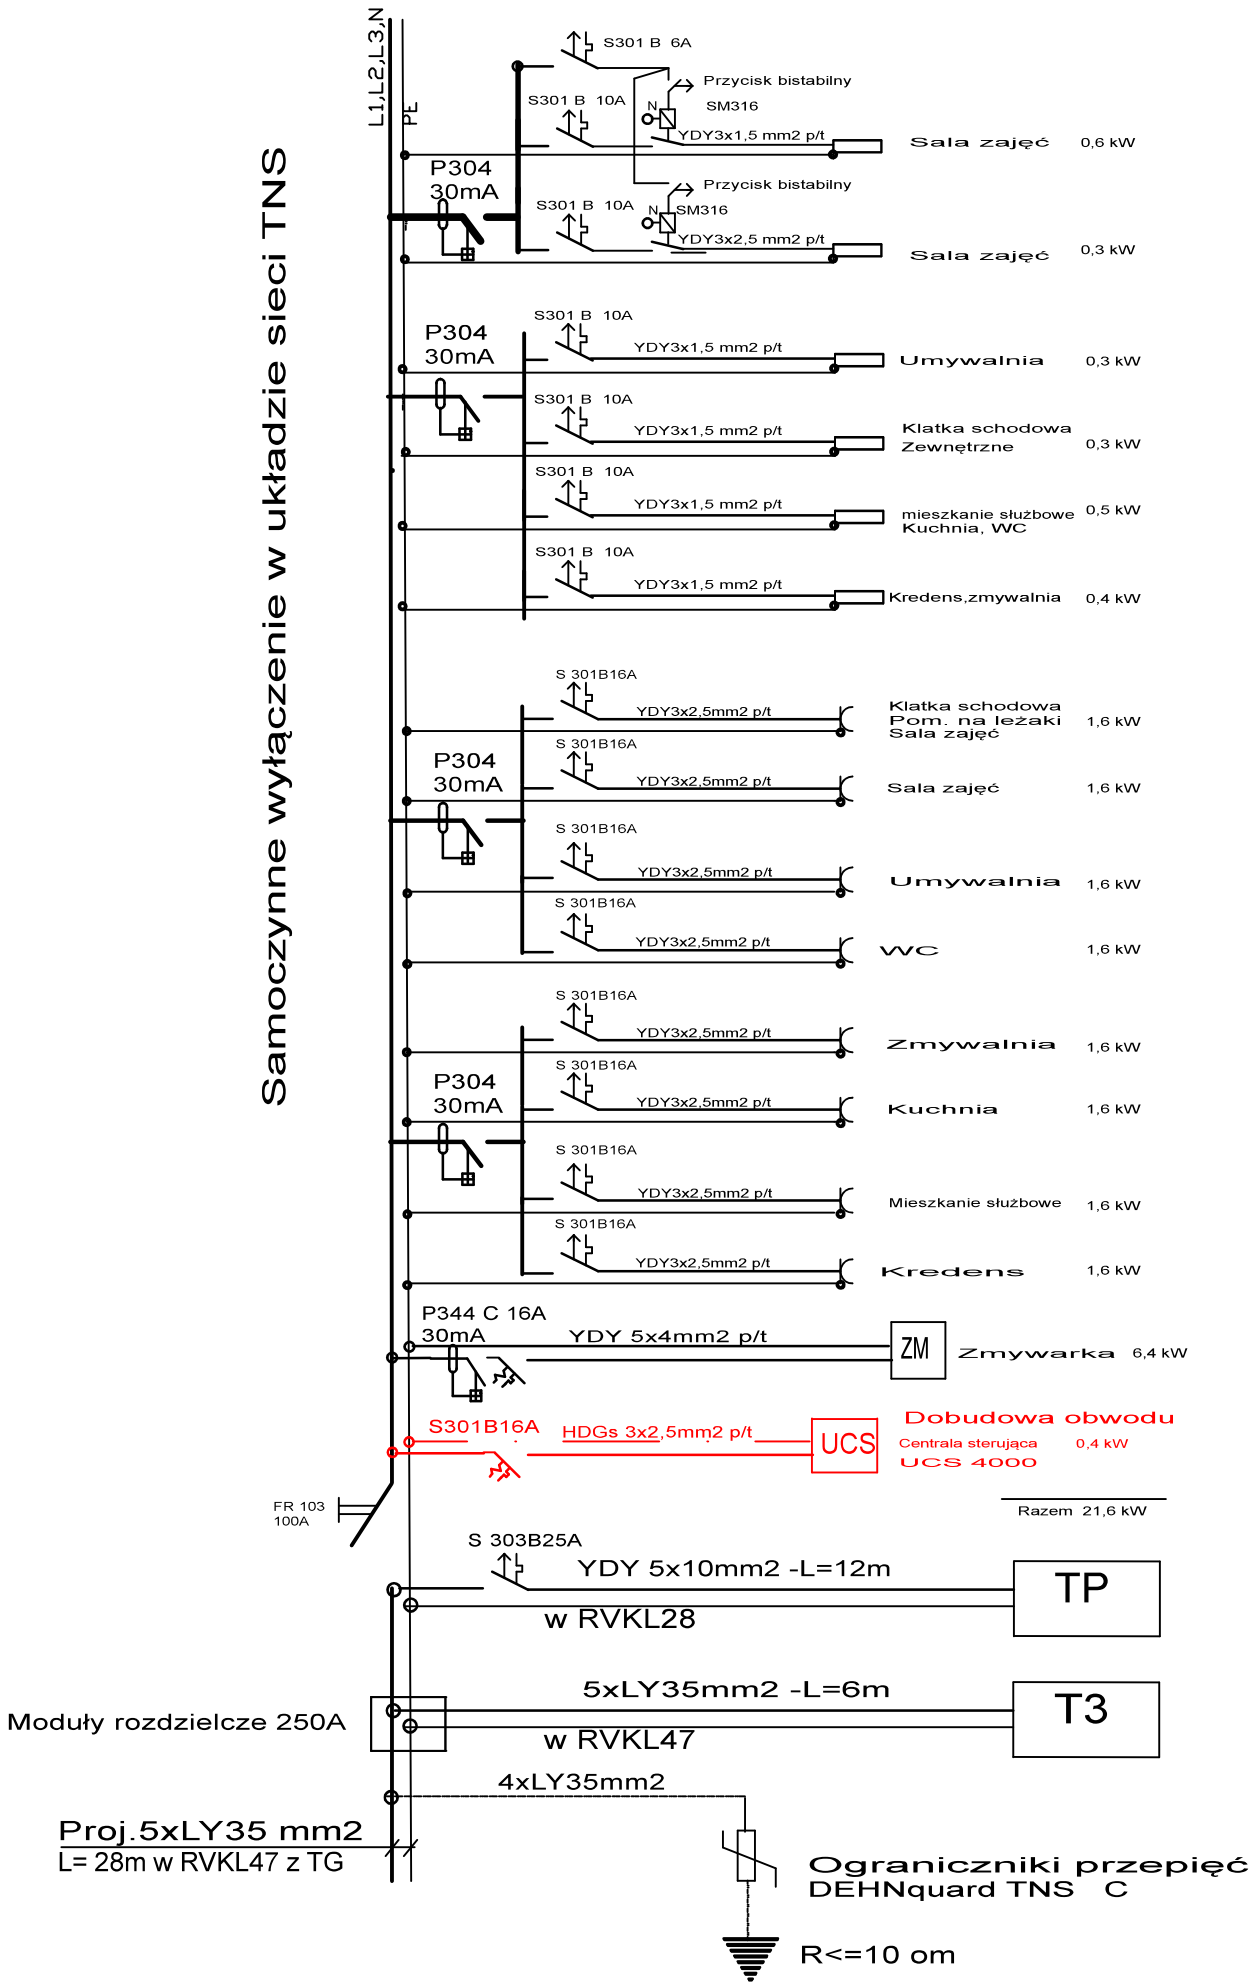 L1,L2,L3,N
PE
Samoczynne wyłączenie w układzie sieci TNS
S301 B  6A
Przycisk bistabilny
SM316
N
S301 B  10A
YDY3x1,5 mm2 p/t
Sala zajęć
0,6 kW
P304
30mA
Przycisk bistabilny
SM316
N
S301 B  10A
YDY3x2,5 mm2 p/t
Sala zajęć
0,3 kW
P304
30mA
S301 B  10A
YDY3x1,5 mm2 p/t
Umywalnia
0,3 kW
S301 B  10A
YDY3x1,5 mm2 p/t
Klatka schodowa
Zewnętrzne
0,3 kW
S301 B  10A
YDY3x1,5 mm2 p/t
mieszkanie służbowe
Kuchnia, WC
0,5 kW
S301 B  10A
YDY3x1,5 mm2 p/t
Kredens,zmywalnia
0,4 kW
S 301B16A
YDY3x2,5mm2 p/t
Klatka schodowa
Pom. na leżaki
Sala zajęć
1,6 kW
P304
30mA
S 301B16A
YDY3x2,5mm2 p/t
Sala zajęć
1,6 kW
S 301B16A
YDY3x2,5mm2 p/t
Umywalnia
1,6 kW
S 301B16A
YDY3x2,5mm2 p/t
WC
1,6 kW
S 301B16A
YDY3x2,5mm2 p/t
Zmywalnia
1,6 kW
P304
30mA
S 301B16A
YDY3x2,5mm2 p/t
Kuchnia
1,6 kW
S 301B16A
YDY3x2,5mm2 p/t
Mieszkanie służbowe
1,6 kW
S 301B16A
YDY3x2,5mm2 p/t
Kredens
1,6 kW
P344 C 16A
30mA
YDY 5x4mm2 p/t
ZM
Zmywarka
6,4 kW
S301B16A
HDGs 3x2,5mm2 p/t
UCS
Dobudowa obwodu
Centrala sterująca
0,4 kW
UCS 4000
FR 103
100A
Razem  21,6 kW
S 303B25A
YDY 5x10mm2 -L=12m
w RVKL28
TP
5xLY35mm2 -L=6m
w RVKL47
T3
Moduły rozdzielcze 250A
4xLY35mm2
Proj.5xLY35 mm2
L= 28m w RVKL47 z TG
Ograniczniki przepięć
DEHNquard TNS   C
R<=10 om